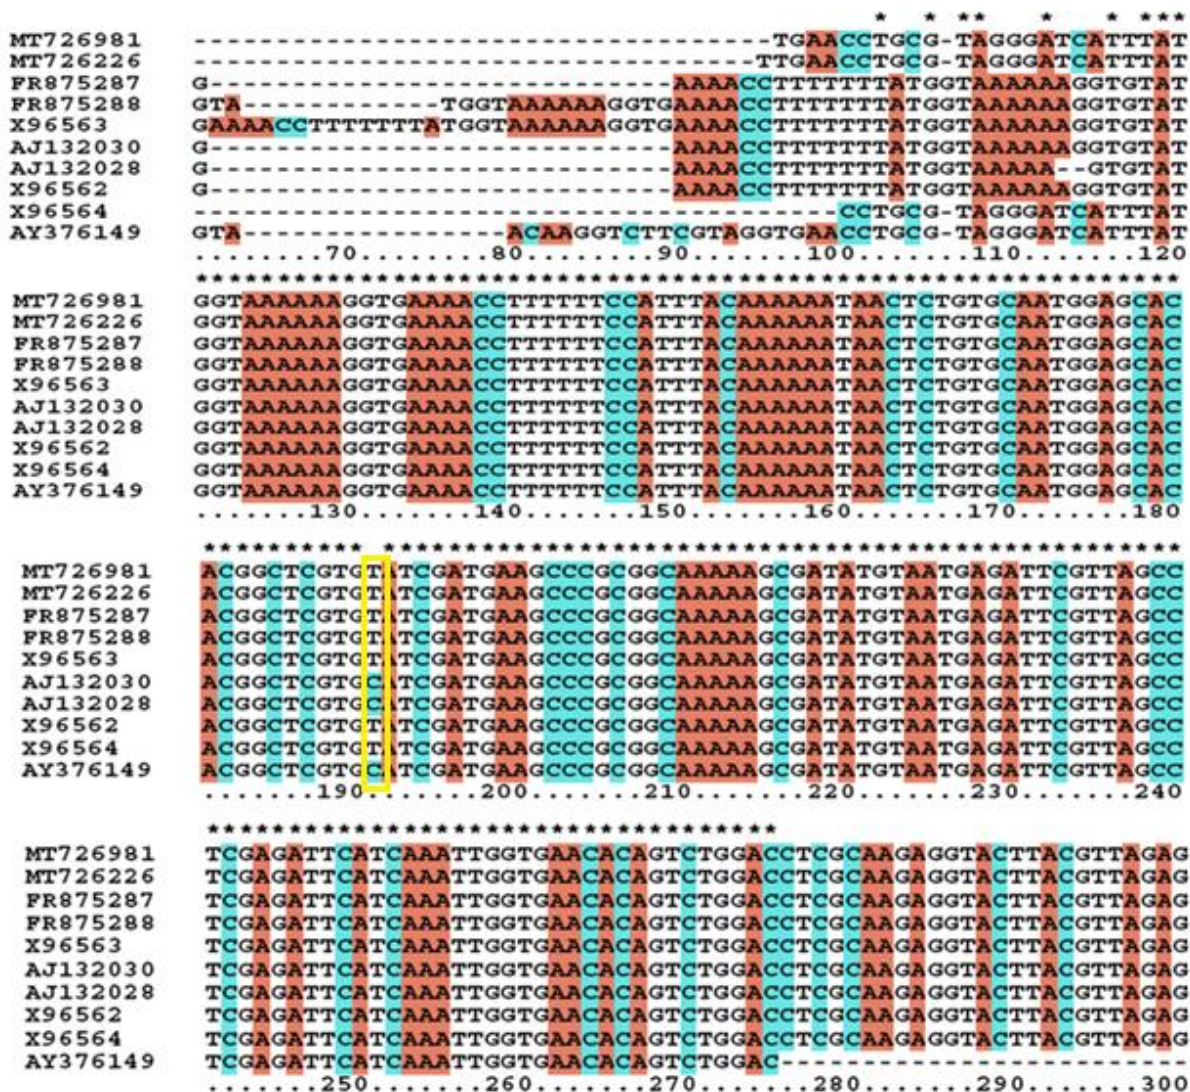 * * ** * * ***
MT726981 -----------------------------------TGAACCTGCG-TAGGGATCATTTAT
MT726226 ----------------------------------TTGAACCTGCG-TAGGGATCATTTAT
FR875287 G----------------------------AAAACCTTTTTTTATGGTAAAAAAGGTGTAT
FR875288 GTA------------TGGTAAAAAAGGTGAAAACCTTTTTTTATGGTAAAAAAGGTGTAT
X96563 GAAAACCTTTTTTTATGGTAAAAAAGGTGAAAACCTTTTTTTATGGTAAAAAAGGTGTAT
AJ132030 G----------------------------AAAACCTTTTTTTATGGTAAAAAAGGTGTAT
AJ132028 G----------------------------AAAACCTTTTTTTATGGTAAAAA--GTGTAT
X96562 G----------------------------AAAACCTTTTTTTATGGTAAAAAAGGTGTAT
X96564 ---------------------------------------CCTGCG-TAGGGATCATTTAT
AY376149 GTA----------------ACAAGGTCTTCGTAGGTGAACCTGCG-TAGGGATCATTTAT
........70........80........90.......100.......110.......120
************************************************************
MT726981 GGTAAAAAAGGTGAAAACCTTTTTTCCATTTACAAAAAATAACTCTGTGCAATGGAGCAC
MT726226 GGTAAAAAAGGTGAAAACCTTTTTTCCATTTACAAAAAATAACTCTGTGCAATGGAGCAC
FR875287 GGTAAAAAAGGTGAAAACCTTTTTTCCATTTACAAAAAATAACTCTGTGCAATGGAGCAC
FR875288 GGTAAAAAAGGTGAAAACCTTTTTTCCATTTACAAAAAATAACTCTGTGCAATGGAGCAC
X96563 GGTAAAAAAGGTGAAAACCTTTTTTCCATTTACAAAAAATAACTCTGTGCAATGGAGCAC
AJ132030 GGTAAAAAAGGTGAAAACCTTTTTTCCATTTACAAAAAATAACTCTGTGCAATGGAGCAC
AJ132028 GGTAAAAAAGGTGAAAACCTTTTTTCCATTTACAAAAAATAACTCTGTGCAATGGAGCAC
X96562 GGTAAAAAAGGTGAAAACCTTTTTTCCATTTACAAAAAATAACTCTGTGCAATGGAGCAC
X96564 GGTAAAAAAGGTGAAAACCTTTTTTCCATTTACAAAAAATAACTCTGTGCAATGGAGCAC
AY376149 GGTAAAAAAGGTGAAAACCTTTTTTCCATTTACAAAAAATAACTCTGTGCAATGGAGCAC
.......130.......140.......150.......160.......170.......180
********** *************************************************
MT726981 ACGGCTCGTGTATCGATGAAGCCCGCGGCAAAAAGCGATATGTAATGAGATTCGTTAGCC
MT726226 ACGGCTCGTGTATCGATGAAGCCCGCGGCAAAAAGCGATATGTAATGAGATTCGTTAGCC
FR875287 ACGGCTCGTGTATCGATGAAGCCCGCGGCAAAAAGCGATATGTAATGAGATTCGTTAGCC
FR875288 ACGGCTCGTGTATCGATGAAGCCCGCGGCAAAAAGCGATATGTAATGAGATTCGTTAGCC
X96563 ACGGCTCGTGTATCGATGAAGCCCGCGGCAAAAAGCGATATGTAATGAGATTCGTTAGCC
AJ132030 ACGGCTCGTGCATCGATGAAGCCCGCGGCAAAAAGCGATATGTAATGAGATTCGTTAGCC
AJ132028 ACGGCTCGTGCATCGATGAAGCCCGCGGCAAAAAGCGATATGTAATGAGATTCGTTAGCC
X96562 ACGGCTCGTGTATCGATGAAGCCCGCGGCAAAAAGCGATATGTAATGAGATTCGTTAGCC
X96564 ACGGCTCGTGTATCGATGAAGCCCGCGGCAAAAAGCGATATGTAATGAGATTCGTTAGCC
AY376149 ACGGCTCGTGCATCGATGAAGCCCGCGGCAAAAAGCGATATGTAATGAGATTCGTTAGCC
.......190.......200.......210.......220.......230.......240
***********************************
MT726981 TCGAGATTCATCAAATTGGTGAACACAGTCTGGACCTCGCAAGAGGTACTTACGTTAGAG
MT726226 TCGAGATTCATCAAATTGGTGAACACAGTCTGGACCTCGCAAGAGGTACTTACGTTAGAG
FR875287 TCGAGATTCATCAAATTGGTGAACACAGTCTGGACCTCGCAAGAGGTACTTACGTTAGAG
FR875288 TCGAGATTCATCAAATTGGTGAACACAGTCTGGACCTCGCAAGAGGTACTTACGTTAGAG
X96563 TCGAGATTCATCAAATTGGTGAACACAGTCTGGACCTCGCAAGAGGTACTTACGTTAGAG
AJ132030 TCGAGATTCATCAAATTGGTGAACACAGTCTGGACCTCGCAAGAGGTACTTACGTTAGAG
AJ132028 TCGAGATTCATCAAATTGGTGAACACAGTCTGGACCTCGCAAGAGGTACTTACGTTAGAG
X96562 TCGAGATTCATCAAATTGGTGAACACAGTCTGGACCTCGCAAGAGGTACTTACGTTAGAG
X96564 TCGAGATTCATCAAATTGGTGAACACAGTCTGGACCTCGCAAGAGGTACTTACGTTAGAG
AY376149 TCGAGATTCATCAAATTGGTGAACACAGTCTGGAC-------------------------
.......250.......260.......270.......280.......290.......300